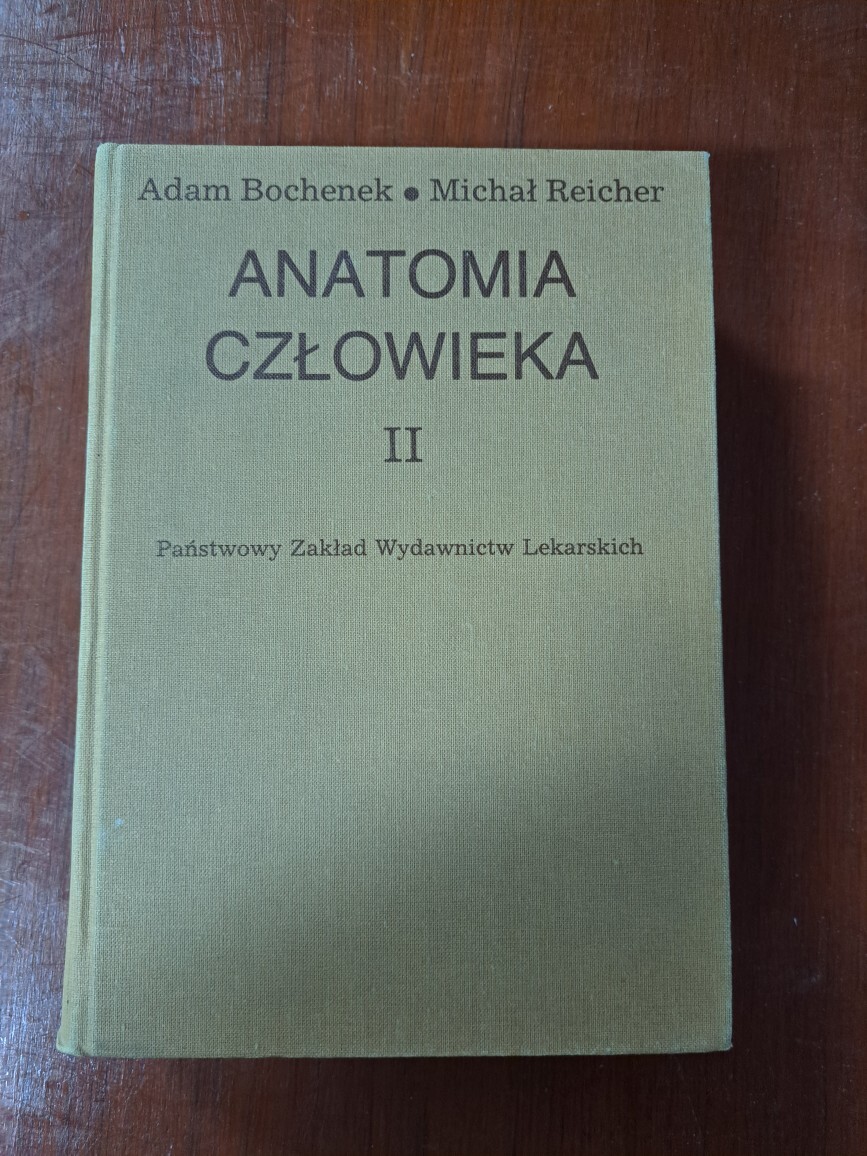 Adam Bochenek ● Michał Reicher
ANATOMIA
CZŁOWIEKA
II
Państwowy Zakład Wydawnictw Lekarskich